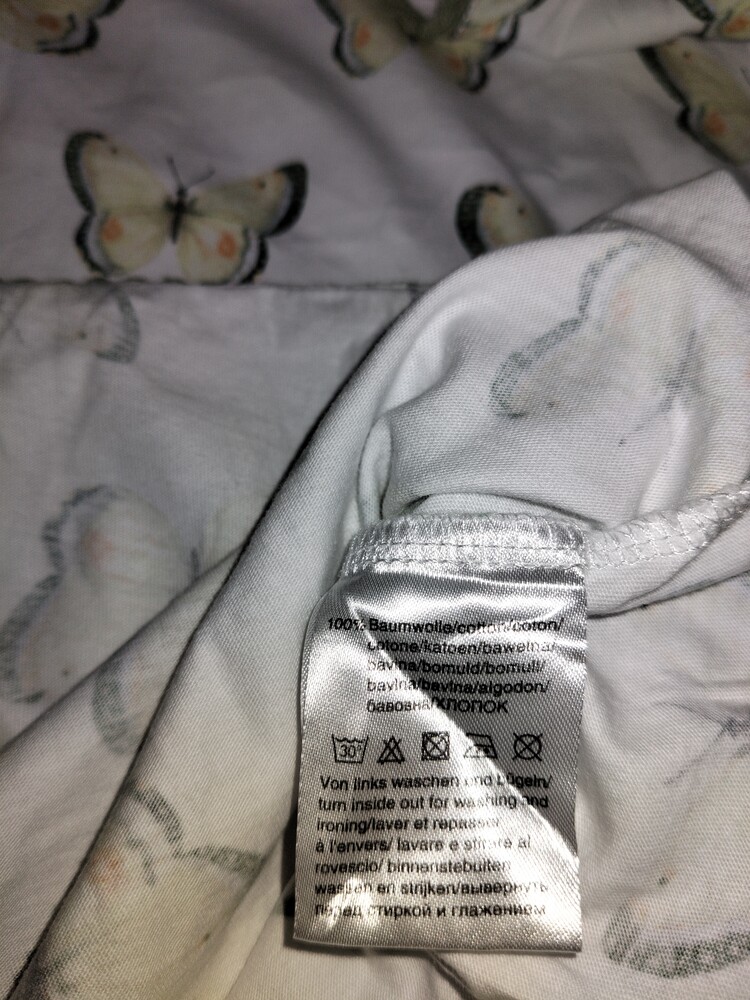 100% Baumwolle/cotton/coton/
cotone/katoen/bawełna/
bavlna/bomuld/bomull/
bavlna/bavlna/algodon/
бавовна/ХЛОПОК
30°
Von links waschen und bügeln/
turn inside out for washing and
ironing/laver et repasser
à l'envers/ lavare e stirare al
rovescio/ binnenstebuiten
wassen en strijken/вывернуть
перед стиркой и глажением